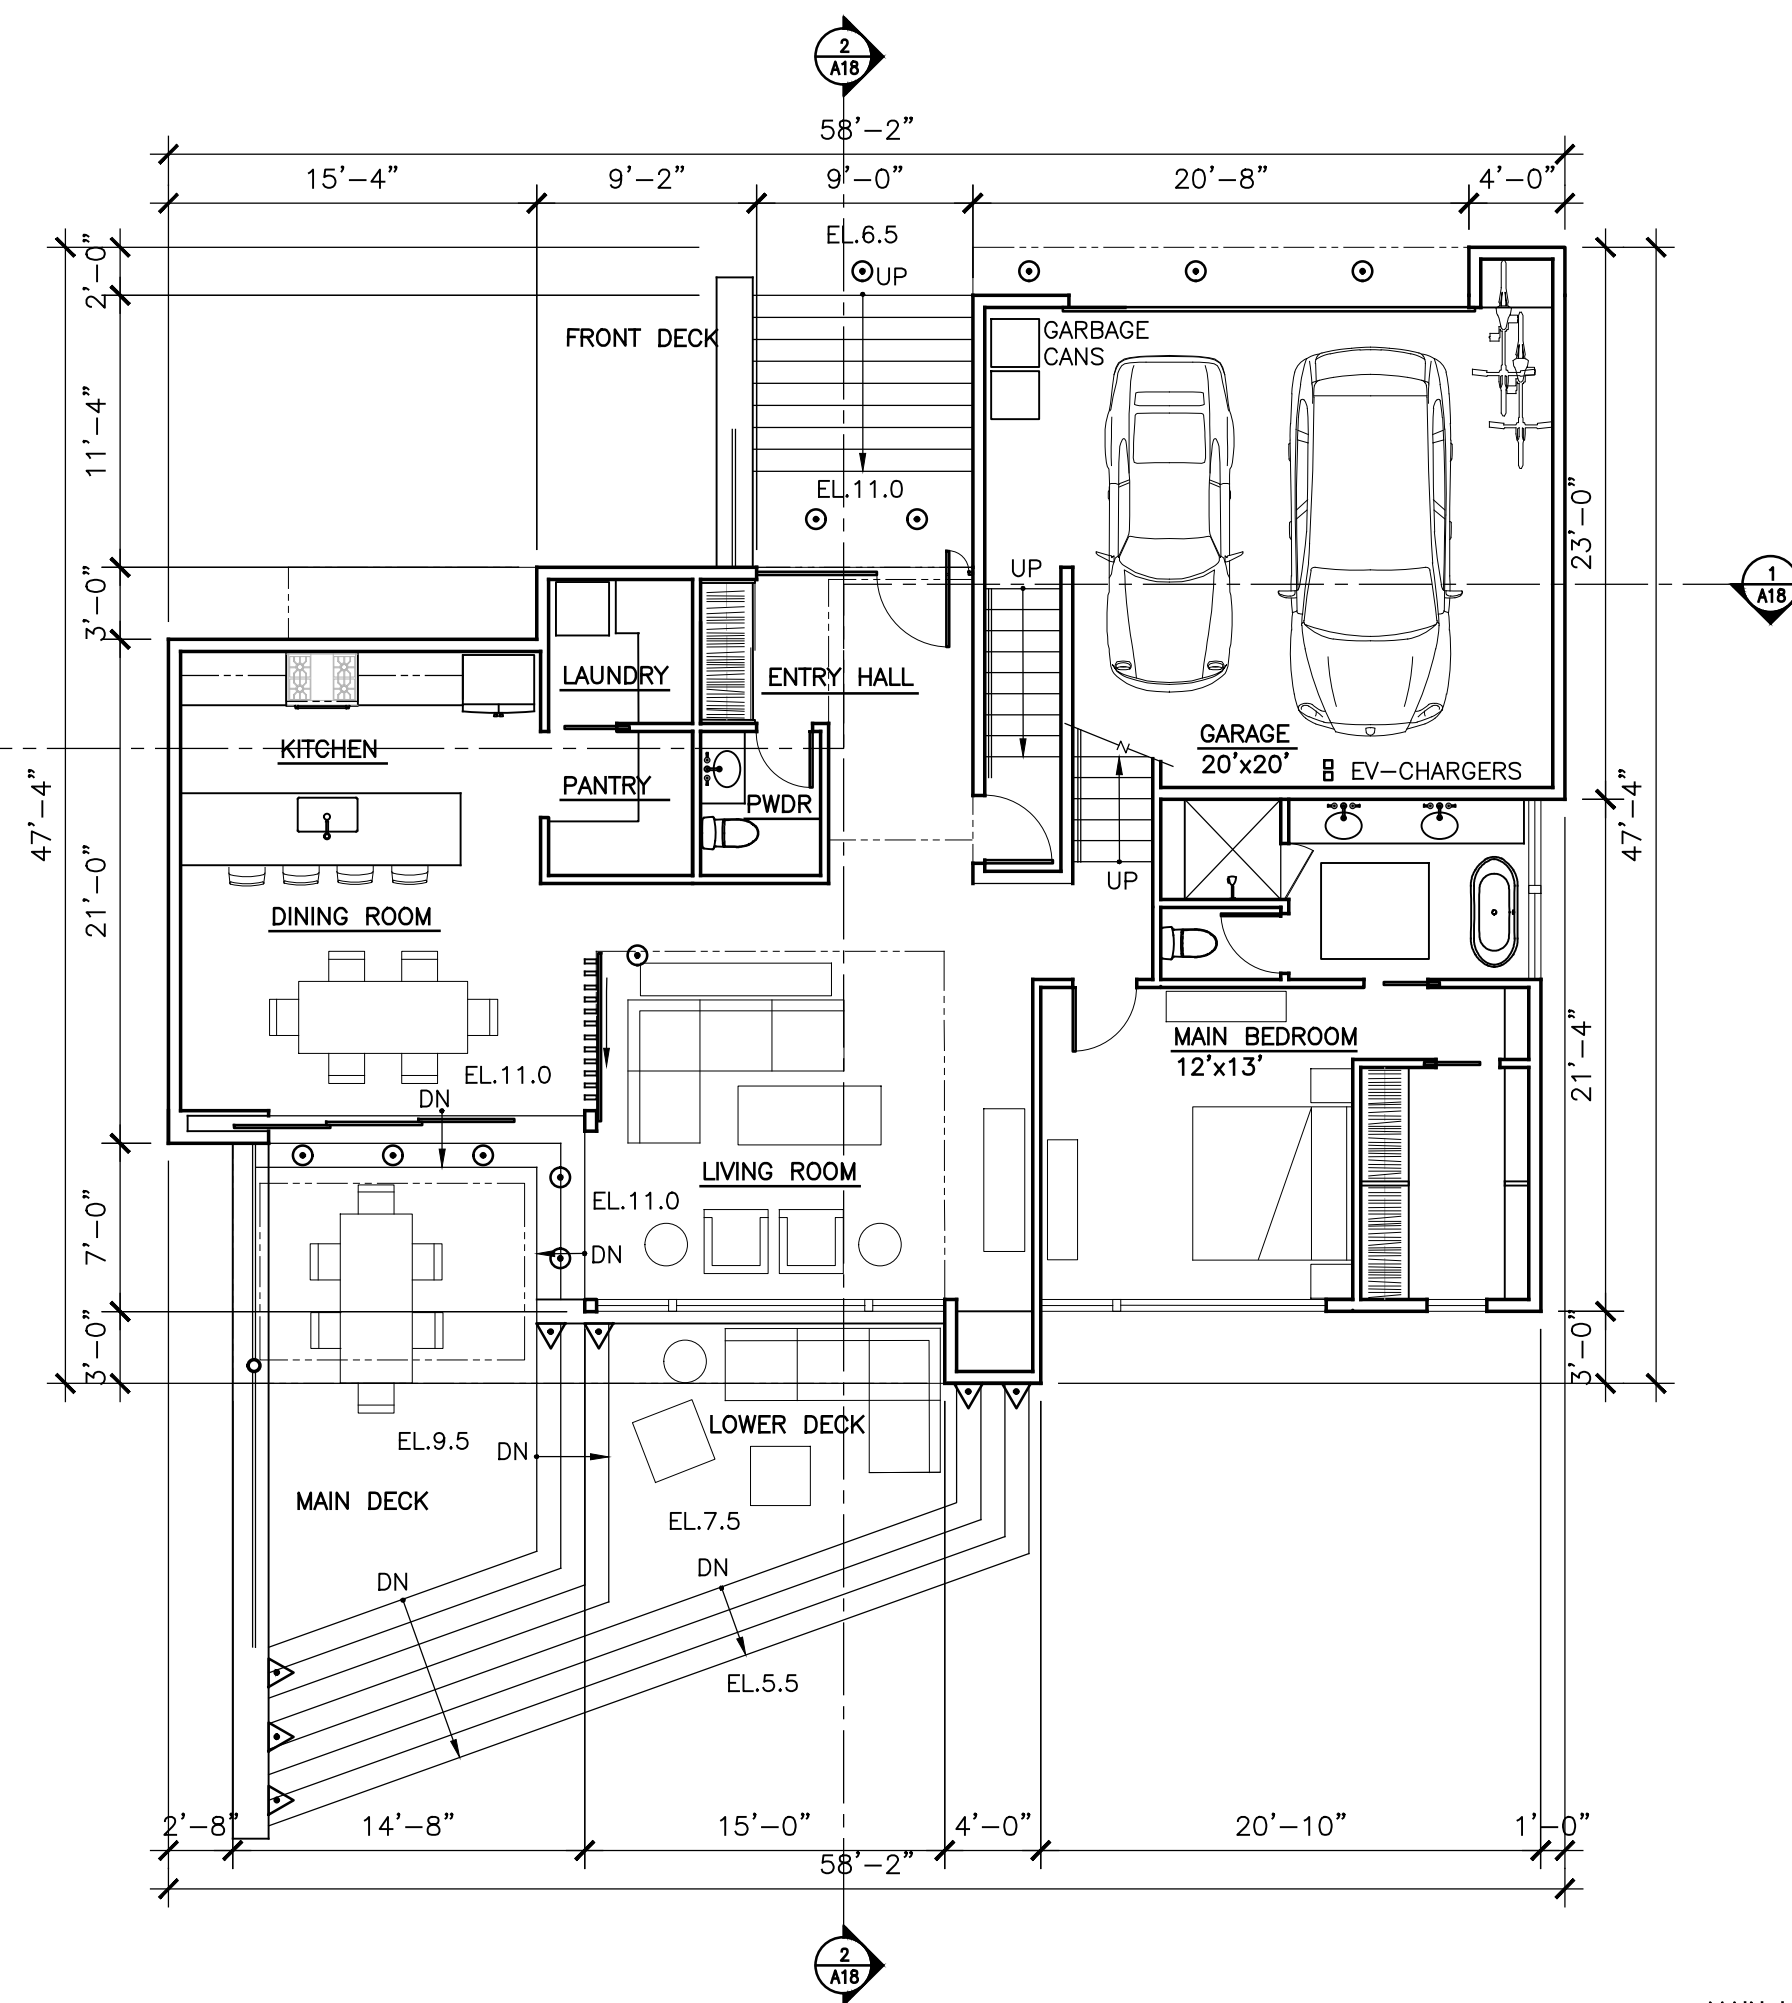 2
A18
58'-2"
15'-4"
9'-2"
9'-0"
20'-8"
4'-0"
EL.6.5
UP
2'-0"
FRONT DECK
GARBAGE
CANS
11'-4"
EL.11.0
23'-0"
UP
1
A18
3'-0"
LAUNDRY
ENTRY HALL
KITCHEN
GARAGE
20'x20'
EV-CHARGERS
PANTRY
PWDR
47'-4"
47'-4"
UP
21'-0"
DINING ROOM
MAIN BEDROOM
12'x13'
21'-4"
EL.11.0
DN
LIVING ROOM
EL.11.0
7'-0"
DN
3'-0"
3'-0"
LOWER DECK
EL.9.5
DN
MAIN DECK
EL.7.5
DN
DN
EL.5.5
2'-8"
14'-8"
15'-0"
4'-0"
20'-10"
1'-0"
58'-2"
2
A18